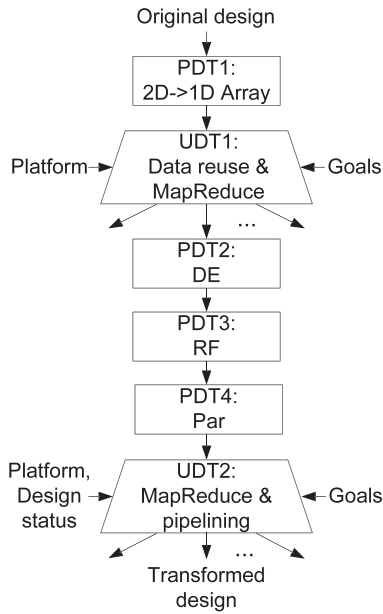 Original design
PDT1:
2D->1D Array
UDT1:
Data reuse &
MapReduce
Platform
Goals
...
PDT2:
DE
PDT3:
RF
PDT4:
Par
UDT2:
MapReduce &
pipelining
Platform,
Design
status
Goals
...
Transformed
design